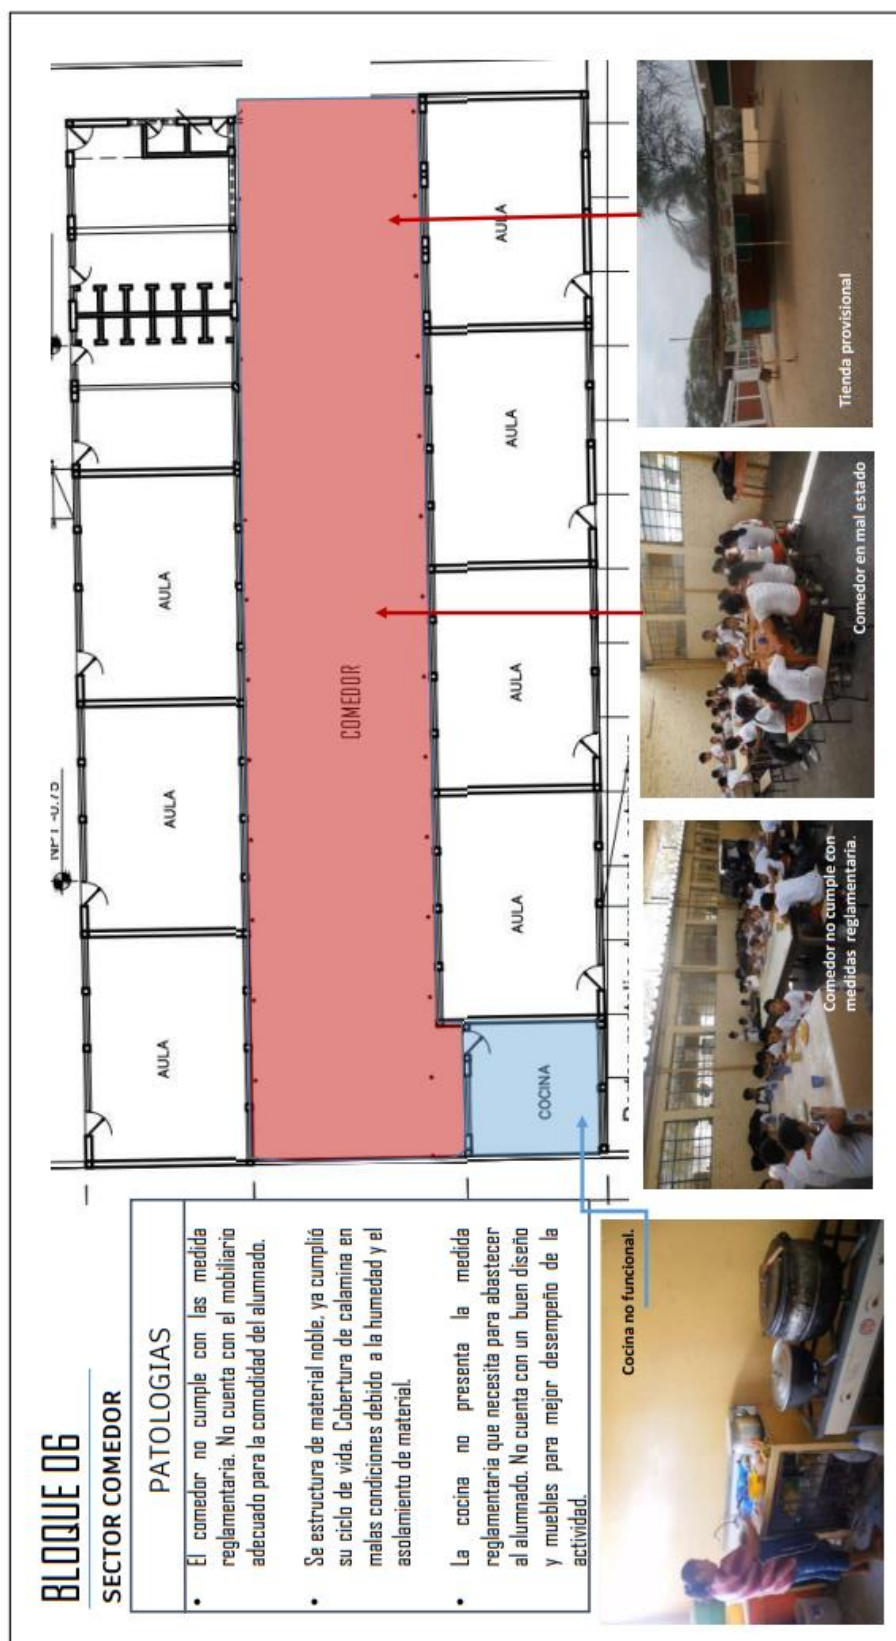 BLOQUE 06
SECTOR COMEDOR
PATOLOGIAS
• El comedor no cumple con las medida
reglamentaria. No cuenta con el mobiliario
adecuado para la comodidad del alumnado.
• Se estructura de material noble, ya cumplió
su ciclo de vida. Cobertura de calamina en
malas condiciones debido a la humedad y el
asolamiento de material.
• La cocina no presenta la medida
reglamentaria que necesita para abastecer
al alumnado. No cuenta con un buen diseño
y muebles para mejor desempeño de la
actividad.
NPT -0.75
AULA
AULA
AULA
COMEDOR
COCINA
AULA
AULA
AULA
AULA
Cocina no funcional.
Comedor no cumple con
medidas reglamentaria.
Comedor en mal estado
Tienda provisional